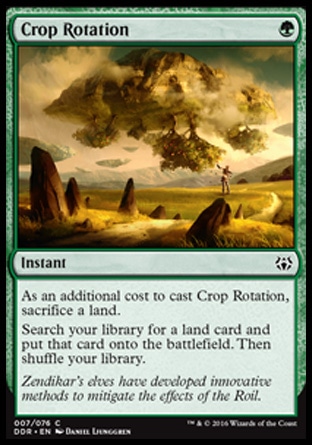 Crop Rotation
Instant
As an additional cost to cast Crop Rotation,
sacrifice a land.
Search your library for a land card and
put that card onto the battlefield. Then
shuffle your library.
Zendikar's elves have developed innovative
methods to mitigate the effects of the Roil.
007/076 C
DDR • EN Daniel Ljunggren
™ & © 2016 Wizards of the Coast